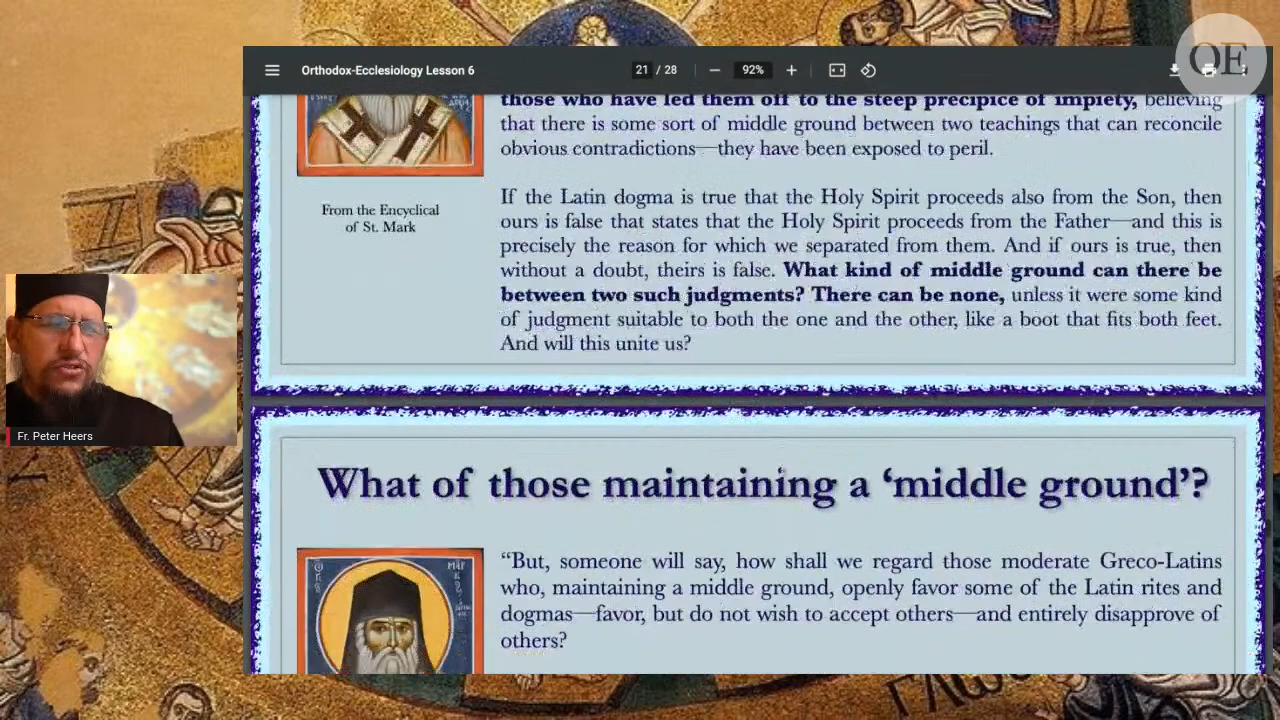 OE
Orthodox-Ecclesiology Lesson 6
21 / 28
92%
those who have led them off to the steep precipice of impiety, believing
that there is some sort of middle ground between two teachings that can reconcile
obvious contradictions—they have been exposed to peril.
From the Encyclical
of St. Mark
If the Latin dogma is true that the Holy Spirit proceeds also from the Son, then
ours is false that states that the Holy Spirit proceeds from the Father—and this is
precisely the reason for which we separated from them. And if ours is true, then
without a doubt, theirs is false. What kind of middle ground can there be
between two such judgments? There can be none, unless it were some kind
of judgment suitable to both the one and the other, like a boot that fits both feet.
And will this unite us?
Fr. Peter Heers
What of those maintaining a ‘middle ground’?
“But, someone will say, how shall we regard those moderate Greco-Latins
who, maintaining a middle ground, openly favor some of the Latin rites and
dogmas—favor, but do not wish to accept others—and entirely disapprove of
others?